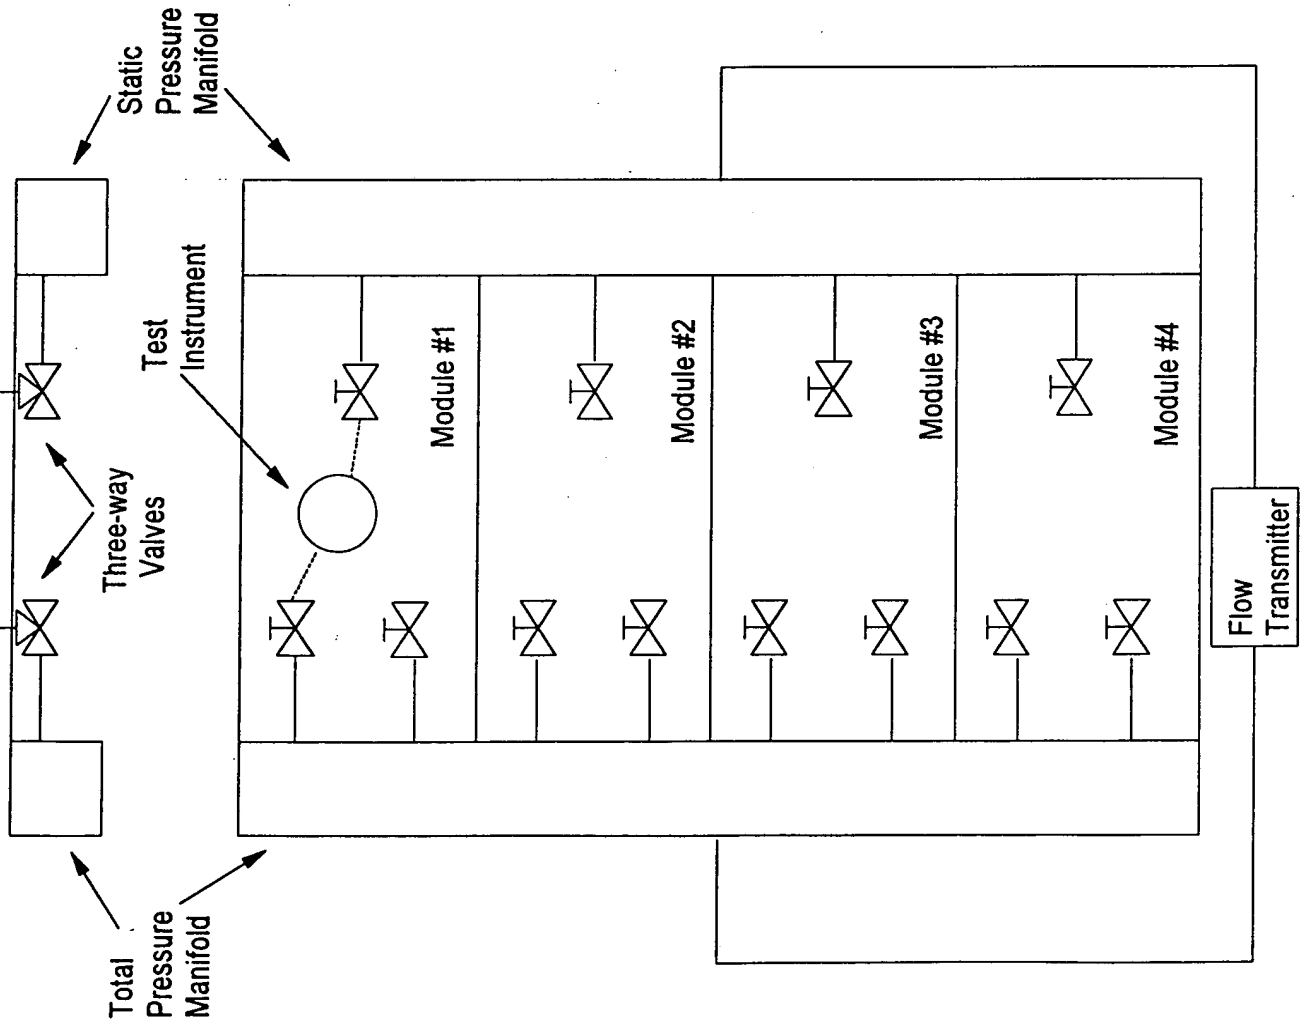 Static
Pressure
Manifold
Test
Instrument
Three-way
Valves
Total
Pressure
Manifold
Module #1
Module #2
Module #3
Module #4
Flow
Transmitter